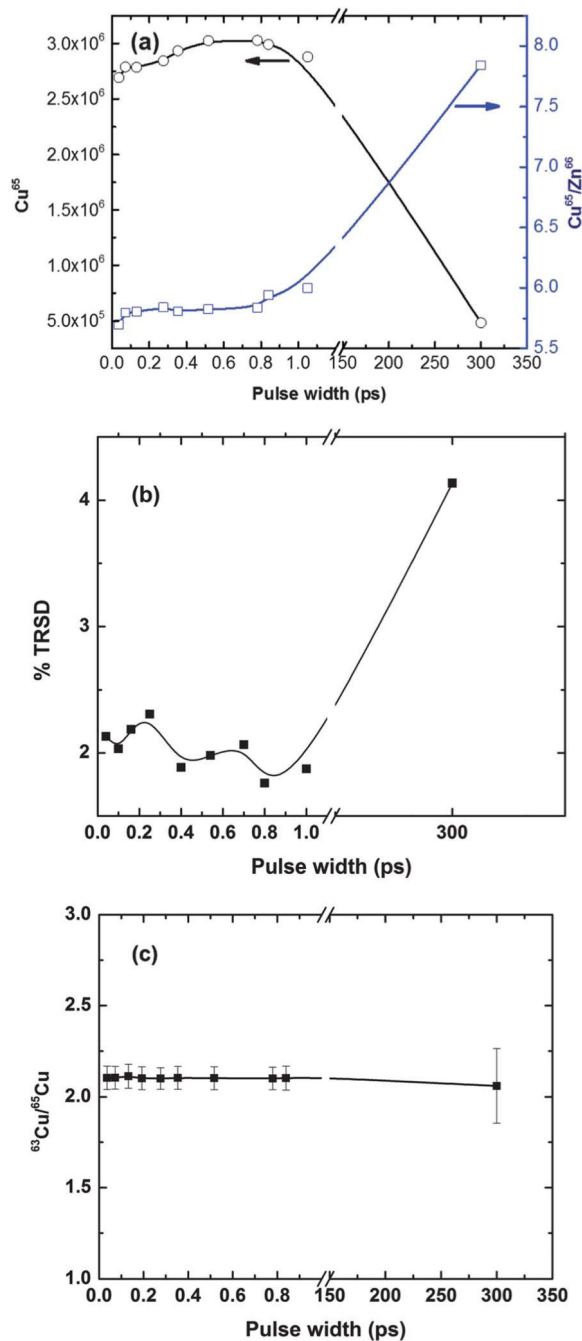 (a)
3.0x10⁶
2.5x10⁶
2.0x10⁶
1.5x10⁶
1.0x10⁶
5.0x10⁵
Cu⁶⁵
8.0
7.5
7.0
6.5
6.0
5.5
Cu⁶⁵/Zn⁶⁶
0.0 0.2 0.4 0.6 0.8 1.0 150 200 250 300 350
Pulse width (ps)
(b)
4
3
2
% TRSD
0.0 0.2 0.4 0.6 0.8 1.0 300
Pulse width (ps)
(c)
3.0
2.5
2.0
1.5
1.0
⁶³Cu/⁶⁵Cu
0.0 0.2 0.4 0.6 0.8 150 200 250 300 350
Pulse width (ps)